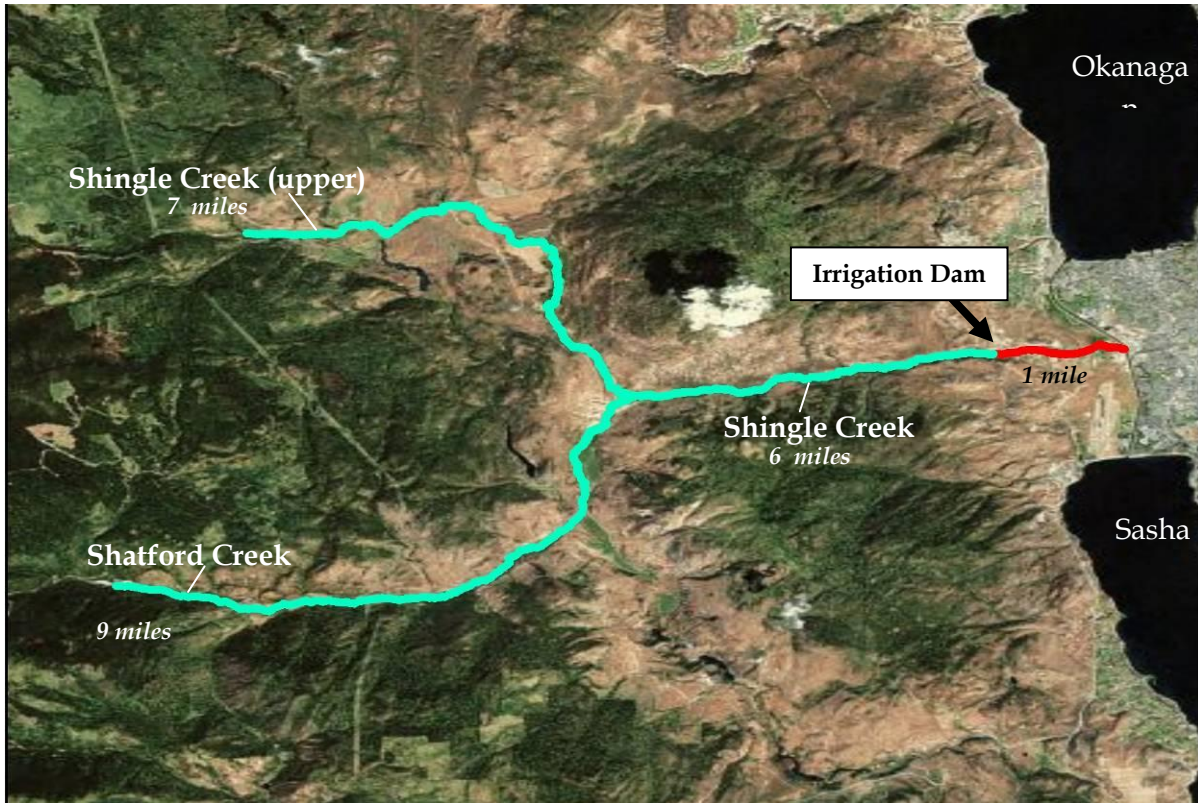 Okanaga
n
Shingle Creek (upper)
7 miles
Irrigation Dam
1 mile
Shingle Creek
6 miles
Sasha
Shatford Creek
9 miles